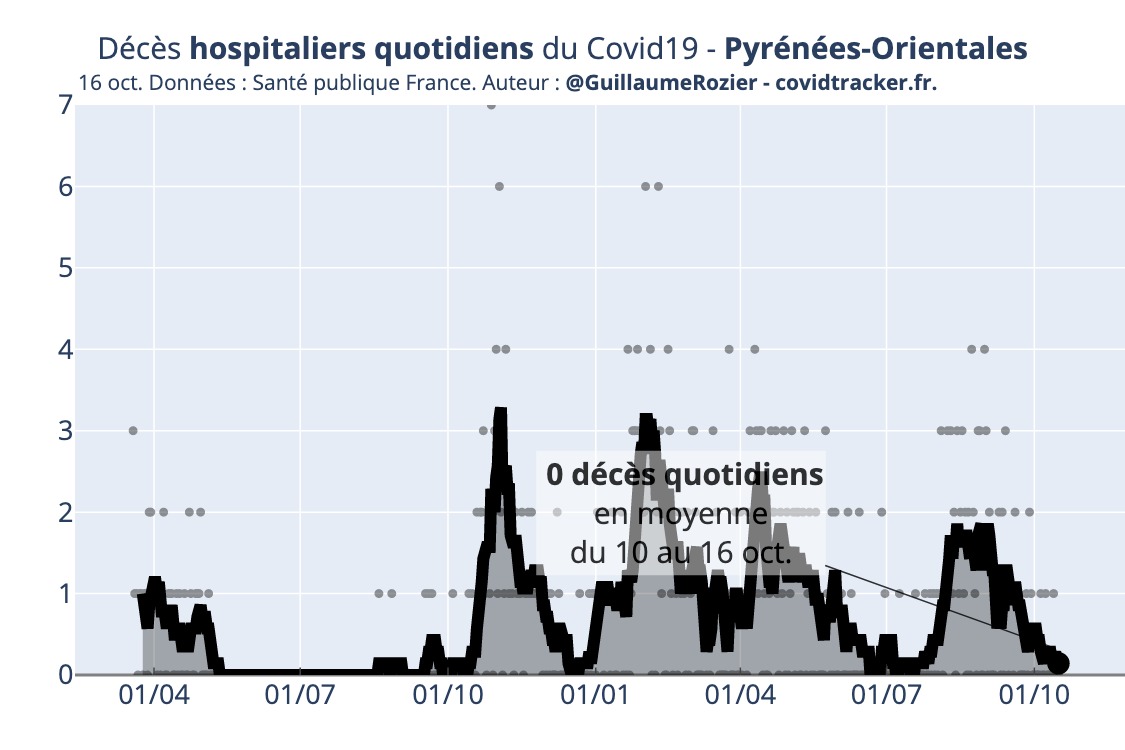 Décès hospitaliers quotidiens du Covid19 - Pyrénées-Orientales
16 oct. Données : Santé publique France. Auteur : @GuillaumeRozier - covidtracker.fr.
7
6
5
4
3
2
1
0
0 décès quotidiens
en moyenne
du 10 au 16 oct.
01/04 01/07 01/10 01/01 01/04 01/07 01/10